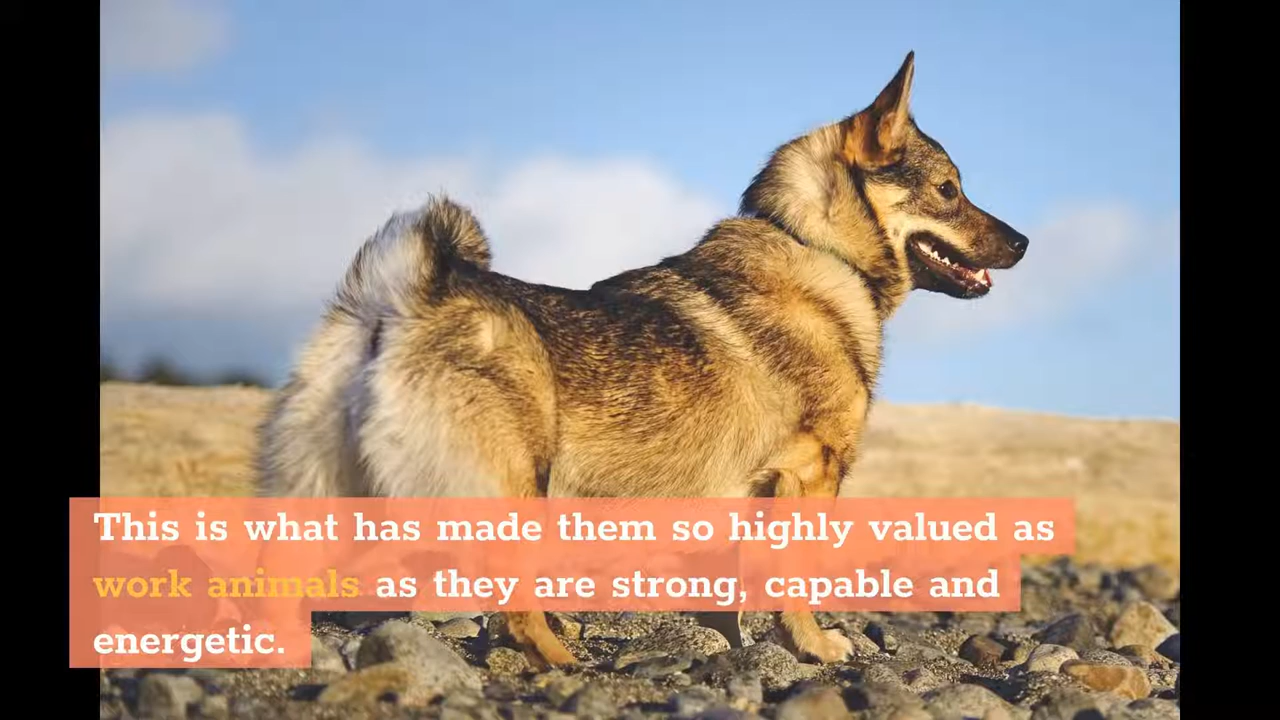 This is what has made them so highly valued as
work animals as they are strong, capable and
energetic.